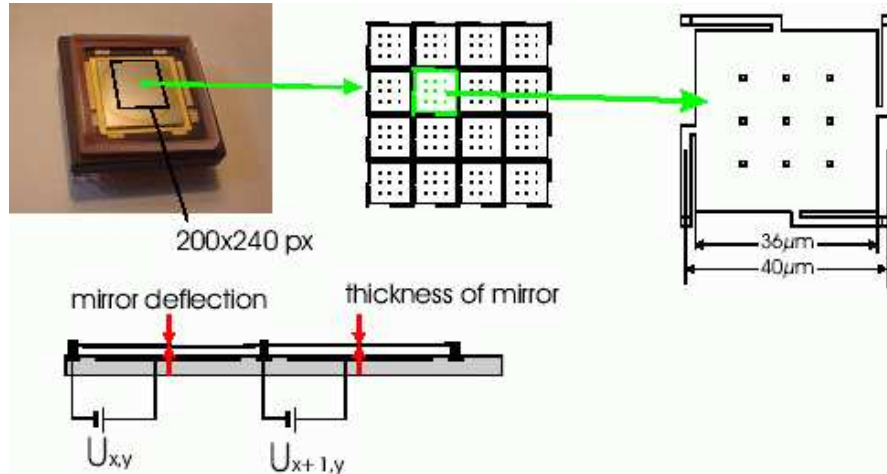 200x240 px
36µm
40µm
mirror deflection
thickness of mirror
Ux,y
Ux+1,y